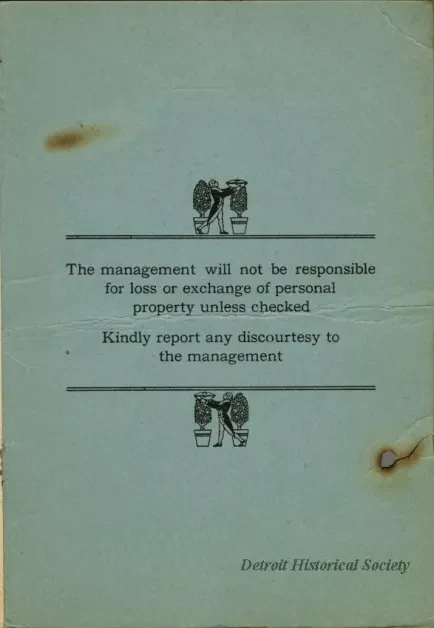 The management will not be responsible
for loss or exchange of personal
property unless checked
Kindly report any discourtesy to
the management
Detroit Historical Society